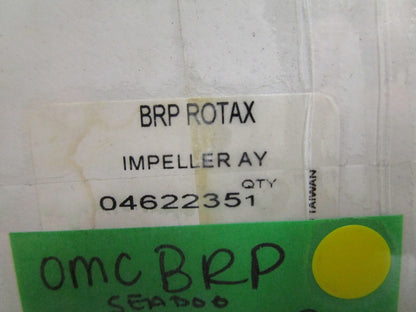 BRP ROTAX
IMPELLER AY
QTY
04622351
TAIWAN
OMC BRP
SEADOO